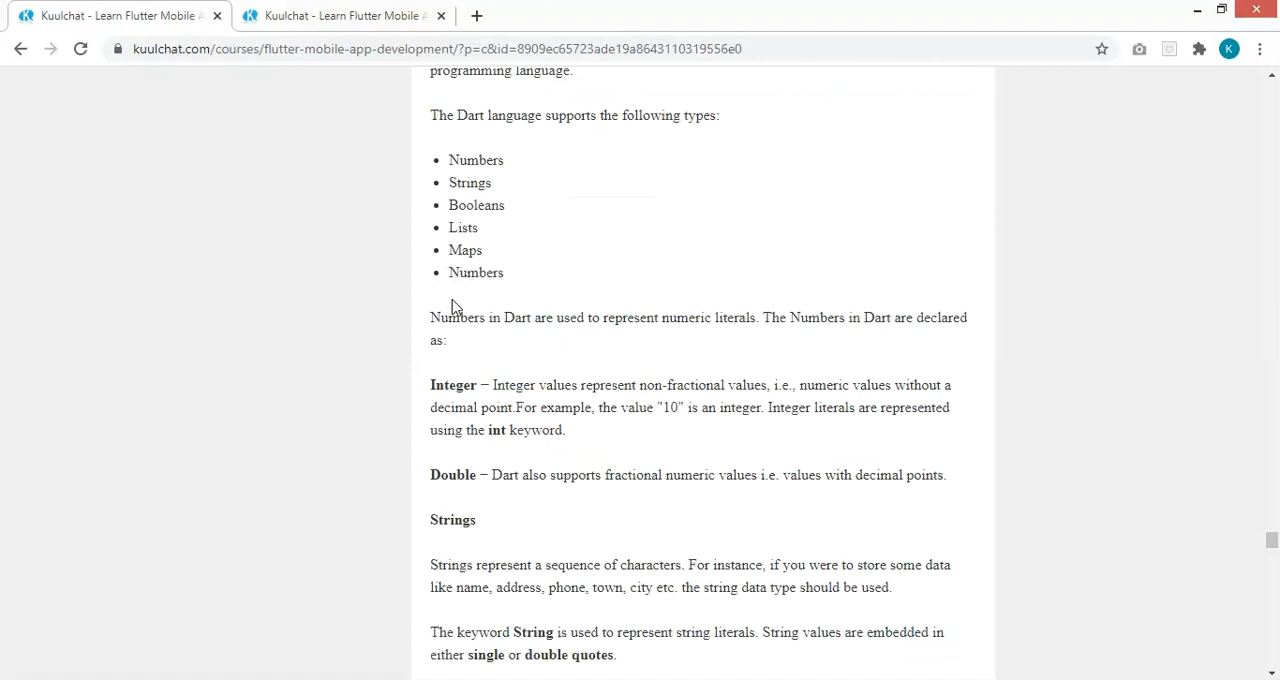 Kuulchat - Learn Flutter Mobile A
Kuulchat - Learn Flutter Mobile A
kuulchat.com/courses/flutter-mobile-app-development/?p=c&id=8909ec65723ade19a8643110319556e0
K
programming language.
The Dart language supports the following types:
• Numbers
• Strings
• Booleans
• Lists
• Maps
• Numbers
Numbers in Dart are used to represent numeric literals. The Numbers in Dart are declared
as:
Integer − Integer values represent non-fractional values, i.e., numeric values without a
decimal point.For example, the value "10" is an integer. Integer literals are represented
using the int keyword.
Double − Dart also supports fractional numeric values i.e. values with decimal points.
Strings
Strings represent a sequence of characters. For instance, if you were to store some data
like name, address, phone, town, city etc. the string data type should be used.
The keyword String is used to represent string literals. String values are embedded in
either single or double quotes.